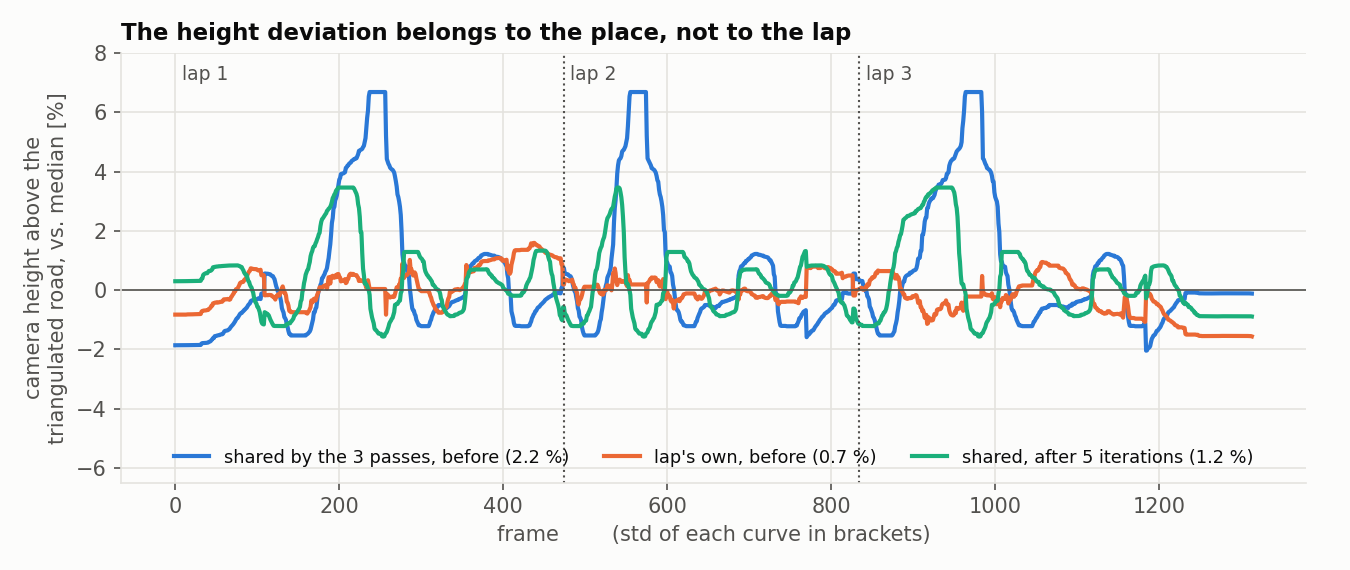 The height deviation belongs to the place, not to the lap
camera height above the
triangulated road, vs. median [%]
8
6
4
2
0
−2
−4
−6
lap 1
lap 2
lap 3
shared by the 3 passes, before (2.2 %)
lap's own, before (0.7 %)
shared, after 5 iterations (1.2 %)
0
200
400
600
800
1000
1200
frame (std of each curve in brackets)